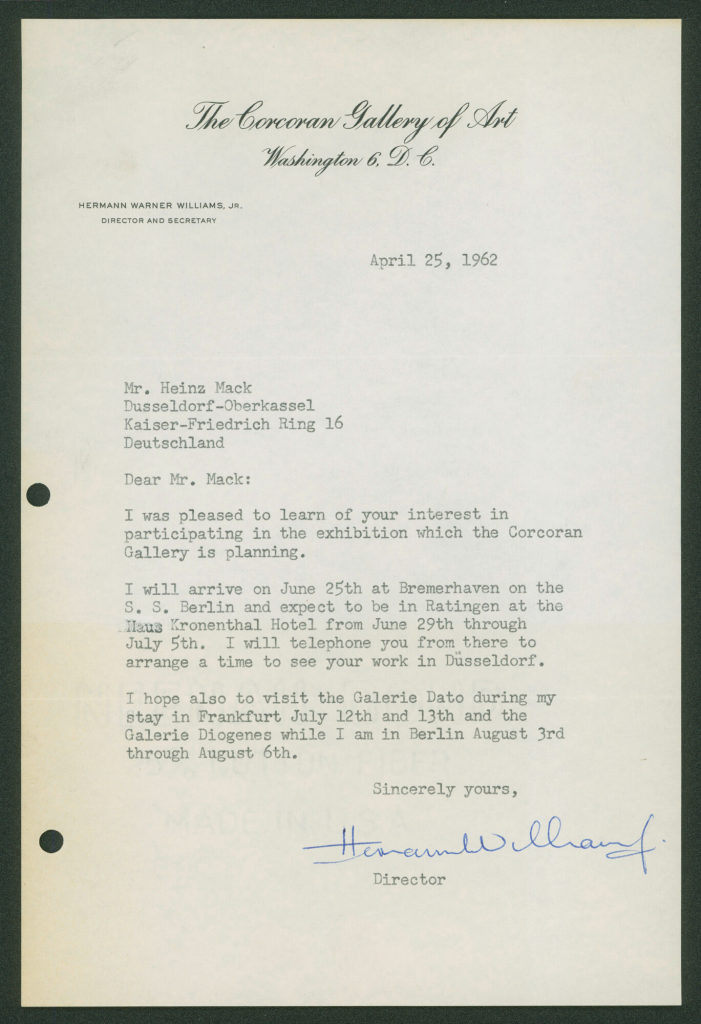 The Corcoran Gallery of Art
Washington 6, D. C.
HERMANN WARNER WILLIAMS, JR.
DIRECTOR AND SECRETARY
April 25, 1962
Mr. Heinz Mack
Dusseldorf-Oberkassel
Kaiser-Friedrich Ring 16
Deutschland
Dear Mr. Mack:
I was pleased to learn of your interest in
participating in the exhibition which the Corcoran
Gallery is planning.
I will arrive on June 25th at Bremerhaven on the
S. S. Berlin and expect to be in Ratingen at the
Haus Kronenthal Hotel from June 29th through
July 5th. I will telephone you from there to
arrange a time to see your work in Düsseldorf.
I hope also to visit the Galerie Dato during my
stay in Frankfurt July 12th and 13th and the
Galerie Diogenes while I am in Berlin August 3rd
through August 6th.
Sincerely yours,
Hermann Williams Jr.
Director